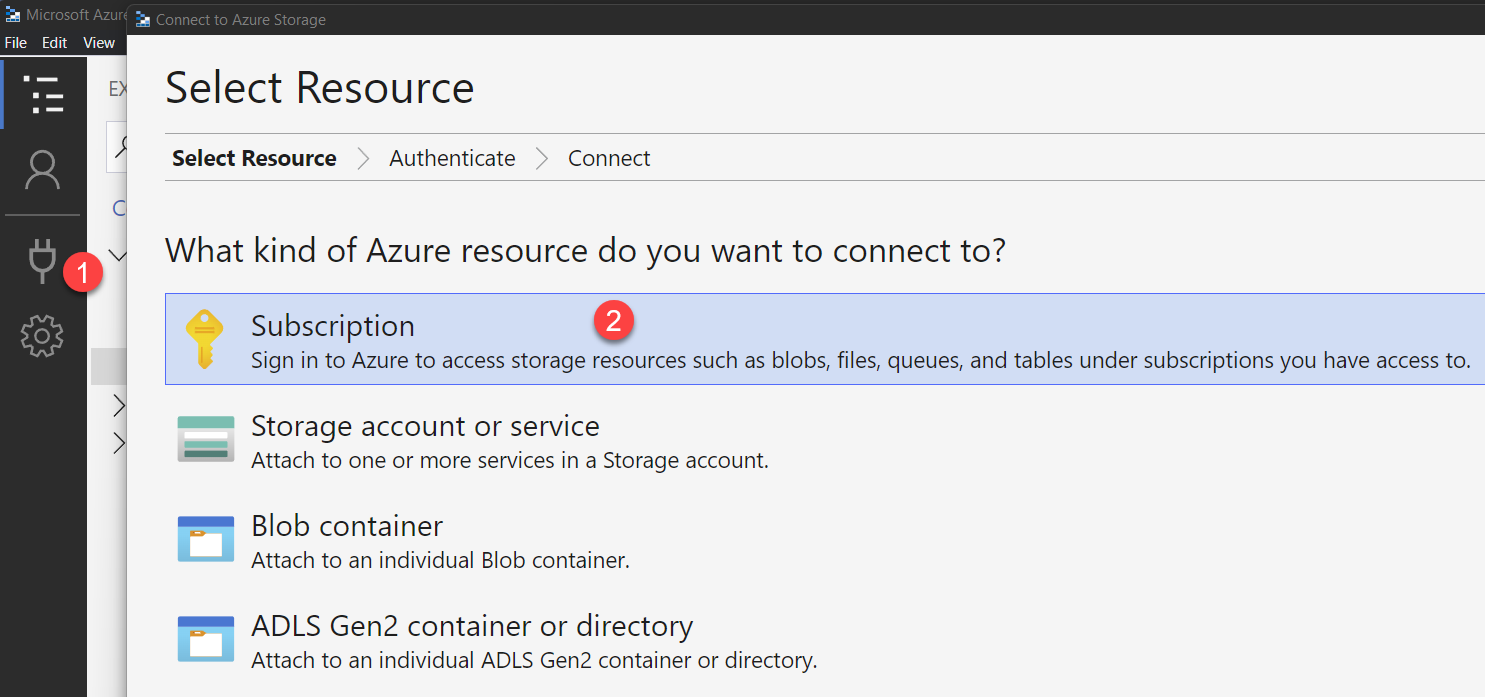 Microsoft Azure
Connect to Azure Storage
File Edit View
EX
Select Resource
Select Resource Authenticate Connect
C
What kind of Azure resource do you want to connect to?
1
Subscription
2
Sign in to Azure to access storage resources such as blobs, files, queues, and tables under subscriptions you have access to.
Storage account or service
Attach to one or more services in a Storage account.
Blob container
Attach to an individual Blob container.
ADLS Gen2 container or directory
Attach to an individual ADLS Gen2 container or directory.